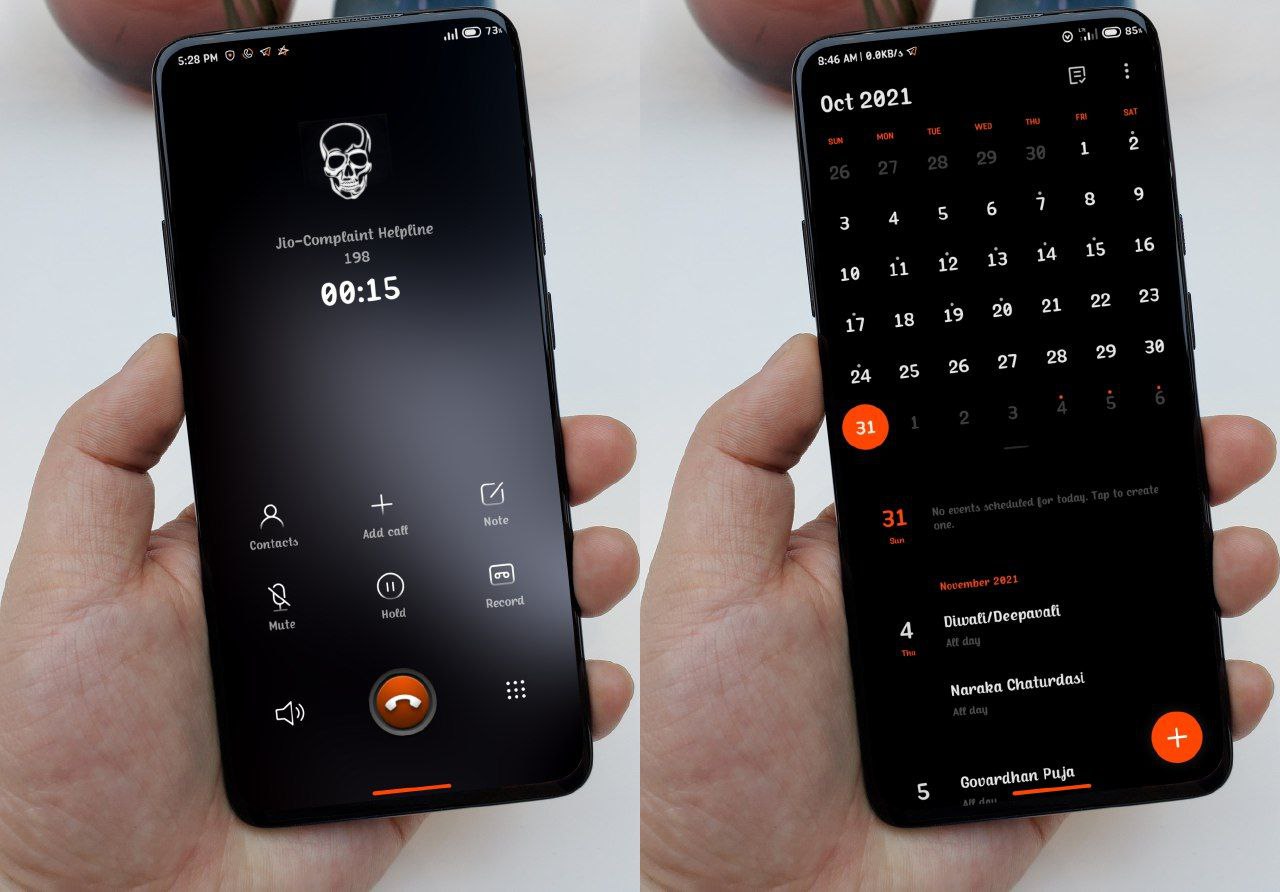 5:28 PM
73%
Jio-Complaint Helpline
198
00:15
Contacts
Add call
Note
Mute
Hold
Record
8:46 AM | 0.0KB/s
85%
Oct 2021
SUN MON TUE WED THU FRI SAT
26 27 28 29 30 1 2
3 4 5 6 7 8 9
10 11 12 13 14 15 16
17 18 19 20 21 22 23
24 25 26 27 28 29 30
31 1 2 3 4 5 6
31 No events scheduled for today. Tap to create
Sun one.
November 2021
4 Diwali/Deepavali
Thu All day
Naraka Chaturdasi
All day
5 Govardhan Puja
All day